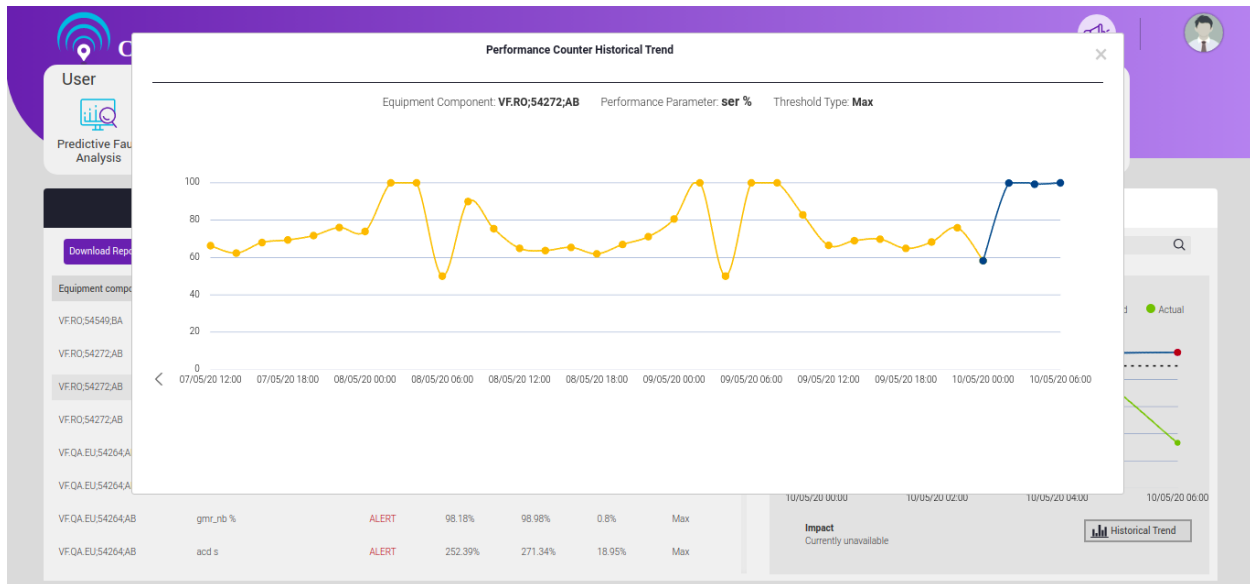 C
User
Predictive Fau
Analysis
Performance Counter Historical Trend
×
Equipment Component: VF.RO;54272;AB Performance Parameter: ser % Threshold Type: Max
100
80
60
40
20
0
07/05/20 12:00 07/05/20 18:00 08/05/20 00:00 08/05/20 06:00 08/05/20 12:00 08/05/20 18:00 09/05/20 00:00 09/05/20 06:00 09/05/20 12:00 09/05/20 18:00 10/05/20 00:00 10/05/20 06:00
Download Repo
Equipment compo
VF.RO;54549;BA
VF.RO;54272;AB
VF.RO;54272;AB
VF.RO;54272;AB
VF.QA.EU;54264;A
VF.QA.EU;54264;A
VF.QA.EU;54264;AB gmr_nb % ALERT 98.18% 98.98% 0.8% Max
VF.QA.EU;54264;AB acd s ALERT 252.39% 271.34% 18.95% Max
d Actual
10/05/20 00:00 10/05/20 02:00 10/05/20 04:00 10/05/20 06:00
Impact
Currently unavailable
Historical Trend